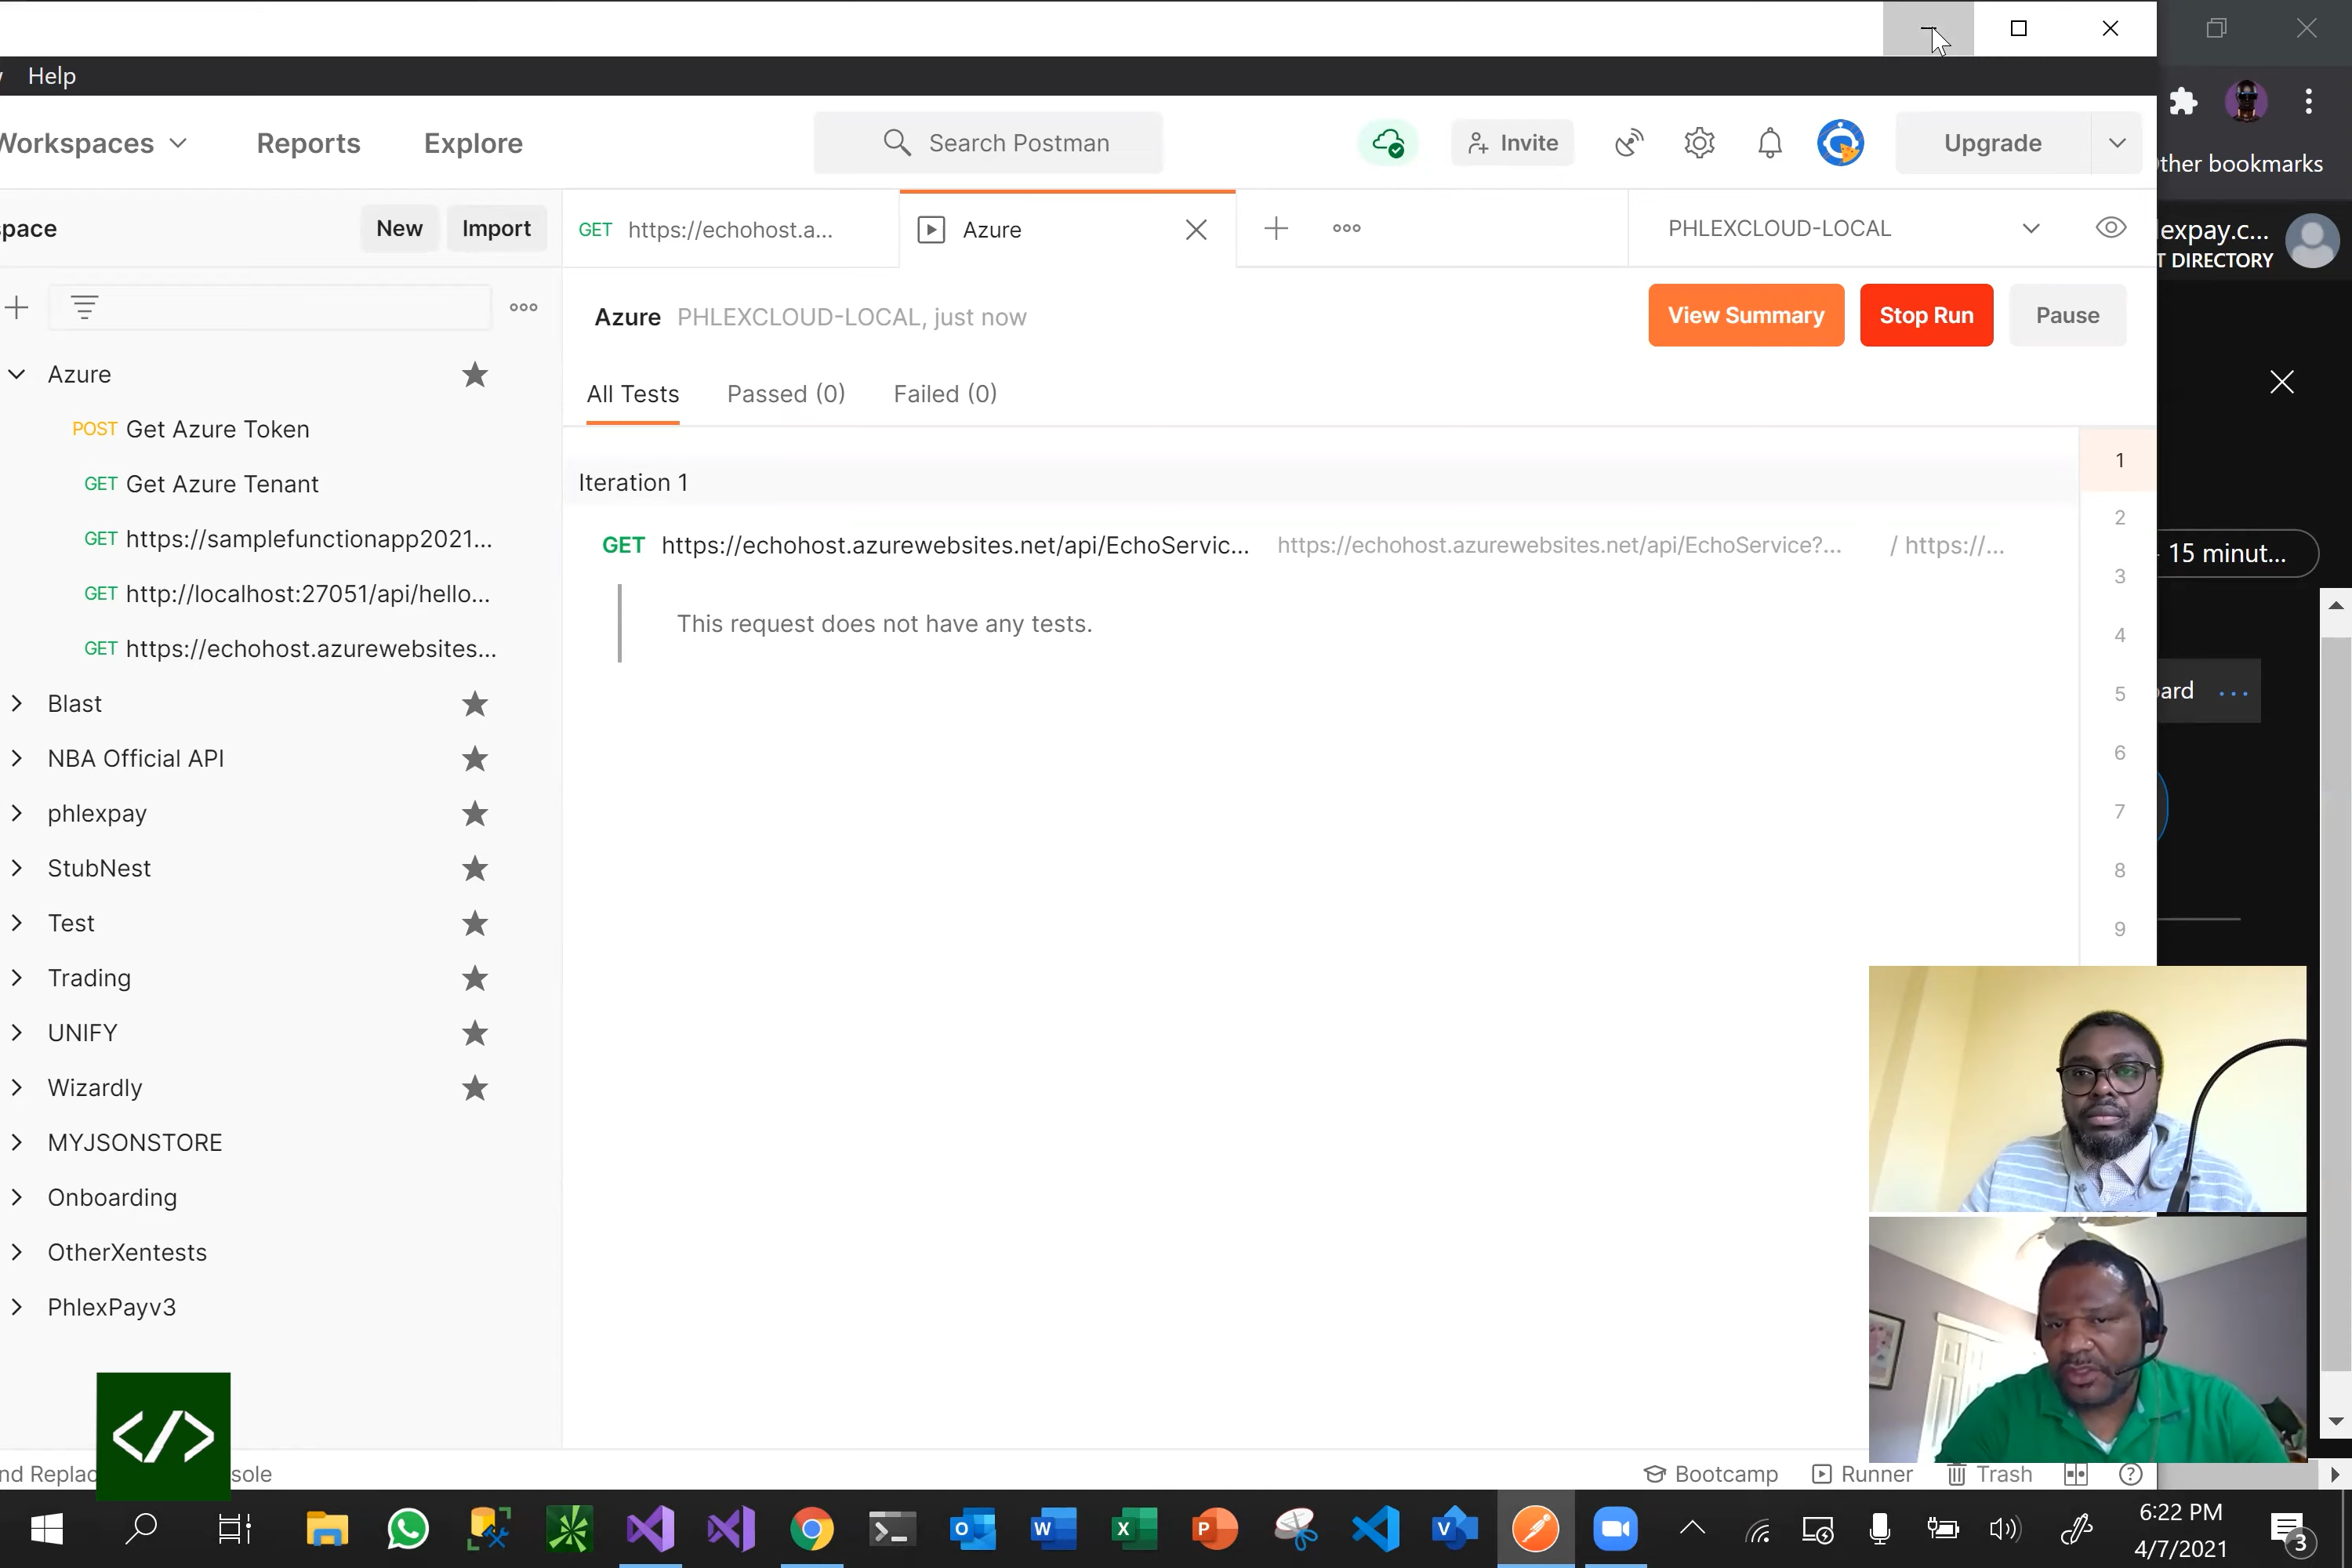 Help
Workspaces
Reports
Explore
Search Postman
Invite
Upgrade
ther bookmarks
space
New
Import
GET https://echohost.a...
Azure
PHLEXCLOUD-LOCAL
lexpay.c...
T DIRECTORY
Azure PHLEXCLOUD-LOCAL, just now
View Summary
Stop Run
Pause
All Tests
Passed (0)
Failed (0)
Azure
POST Get Azure Token
GET Get Azure Tenant
GET https://samplefunctionapp2021...
GET http://localhost:27051/api/hello...
GET https://echohost.azurewebsites...
Blast
NBA Official API
phlexpay
StubNest
Test
Trading
UNIFY
Wizardly
MYJSONSTORE
Onboarding
OtherXentests
PhlexPayv3
Iteration 1
GET https://echohost.azurewebsites.net/api/EchoServic... https://echohost.azurewebsites.net/api/EchoService?... / https://...
This request does not have any tests.
1
2
3
4
5
6
7
8
9
15 minut...
ard ...
</>
nd Replac
sole
Bootcamp
Runner
Trash
6:22 PM
4/7/2021
3